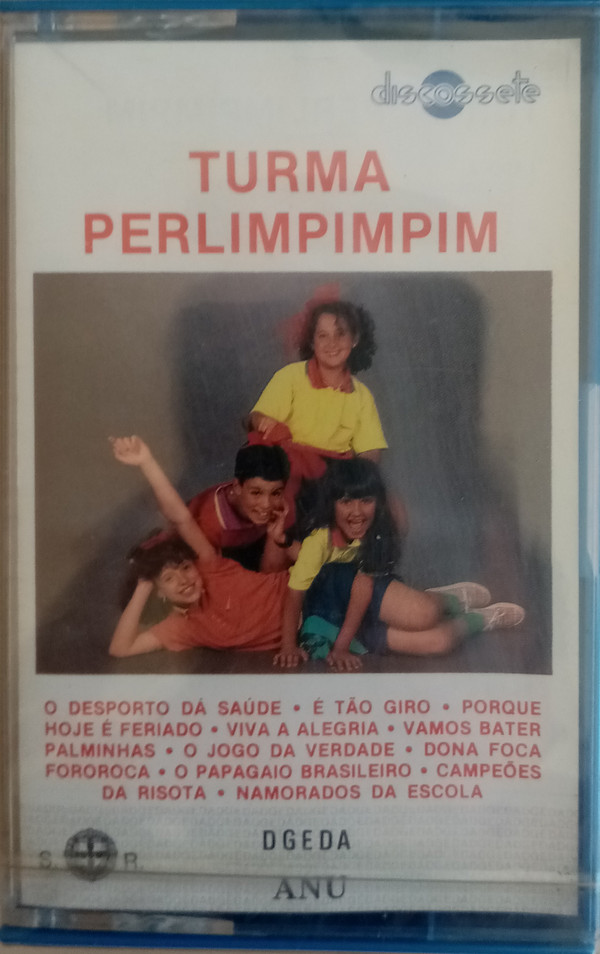 discossete
TURMA
PERLIMPIMPIM
O DESPORTO DÁ SAÚDE • É TÃO GIRO • PORQUE
HOJE É FERIADO • VIVA A ALEGRIA • VAMOS BATER
PALMINHAS • O JOGO DA VERDADE • DONA FOCA
FOROROCA • O PAPAGAIO BRASILEIRO • CAMPEÕES
DA RISOTA • NAMORADOS DA ESCOLA
DGEDA
S. R.
ANU